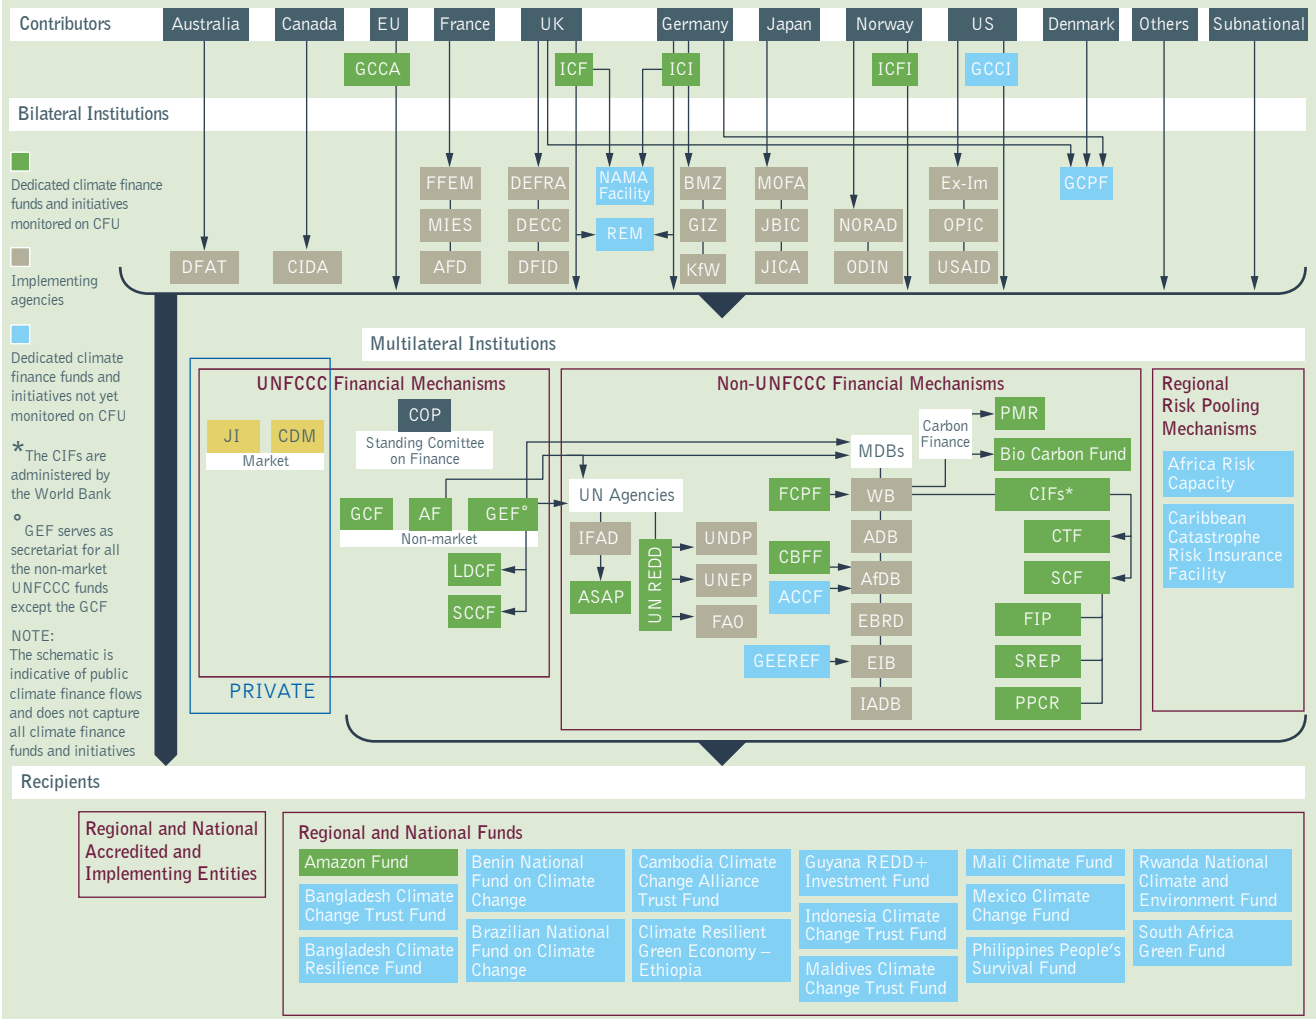 Contributors
Australia
Canada
EU
France
UK
Germany
Japan
Norway
US
Denmark
Others
Subnational
GCCA
ICF
ICI
ICFI
GCCI
Bilateral Institutions
Dedicated climate finance
funds and initiatives
monitored on CFU
Implementing
agencies
Dedicated climate
finance funds and
initiatives not yet
monitored on CFU
*The CIFs are
administered by
the World Bank
°GEF serves as
secretariat for all
the non-market
UNFCCC funds
except the GCF
NOTE:
The schematic is
indicative of public
climate finance flows
and does not capture
all climate finance
funds and initiatives
DFAT
CIDA
FFEM
MIES
AFD
DEFRA
DECC
DFID
NAMA
Facility
REM
BMZ
GIZ
KfW
MOFA
JBIC
JICA
NORAD
ODIN
Ex-Im
OPIC
USAID
GCPF
Multilateral Institutions
UNFCCC Financial Mechanisms
JI
CDM
Market
COP
Standing Comittee
on Finance
GCF
AF
GEF°
Non-market
LDCF
SCCF
PRIVATE
Non-UNFCCC Financial Mechanisms
UN Agencies
IFAD
ASAP
UN REDD
UNDP
UNEP
FAO
FCPF
CBFF
ACCF
GEEREF
MDBs
WB
ADB
AfDB
EBRD
EIB
IADB
Carbon
Finance
PMR
Bio Carbon Fund
CIFs*
CTF
SCF
FIP
SREP
PPCR
Regional
Risk Pooling
Mechanisms
Africa Risk
Capacity
Caribbean
Catastrophe
Risk Insurance
Facility
Recipients
Regional and National
Accredited and
Implementing Entities
Regional and National Funds
Amazon Fund
Bangladesh Climate
Change Trust Fund
Bangladesh Climate
Resilience Fund
Benin National
Fund on Climate
Change
Brazilian National
Fund on Climate
Change
Cambodia Climate
Change Alliance
Trust Fund
Climate Resilient
Green Economy –
Ethiopia
Guyana REDD+
Investment Fund
Indonesia Climate
Change Trust Fund
Maldives Climate
Change Trust Fund
Mali Climate Fund
Mexico Climate
Change Fund
Philippines People's
Survival Fund
Rwanda National
Climate and
Environment Fund
South Africa
Green Fund